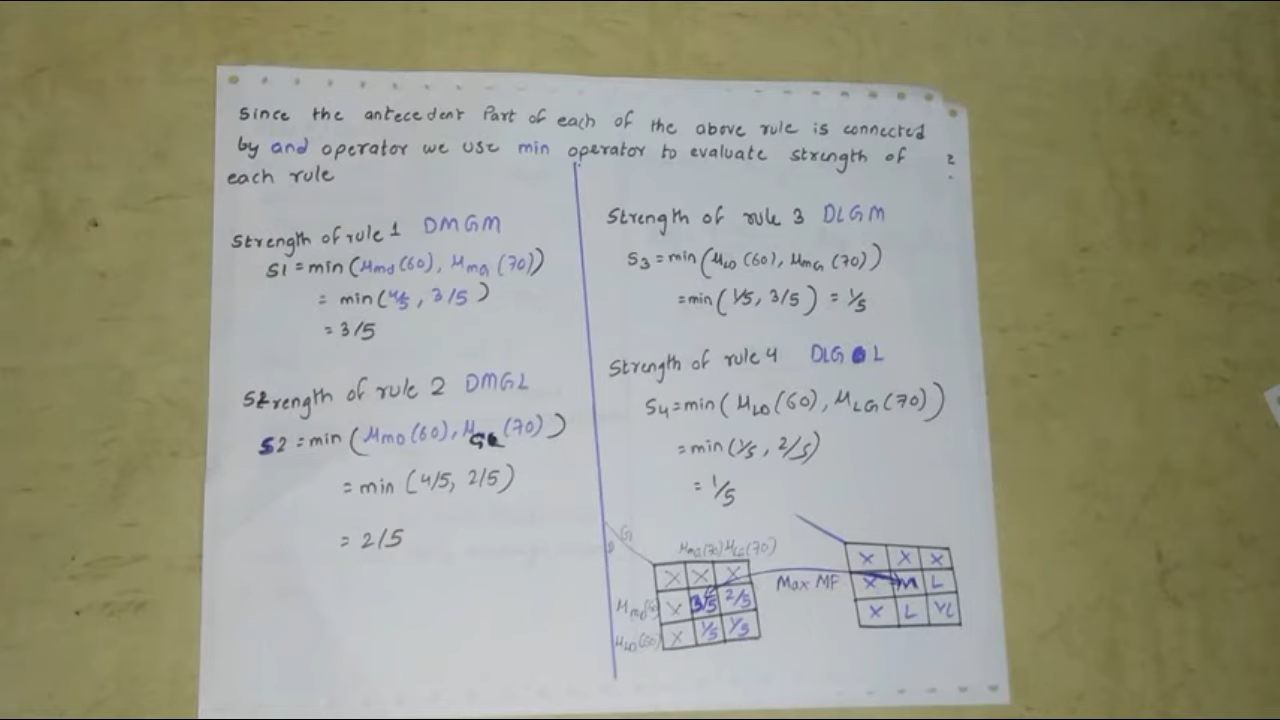 Since the antecedent Part of each of the above rule is connected
by and operator we use min operator to evaluate strength of
each rule
Strength of rule 1 DMGM
S1 = min (μmd (60), μmG (70))
= min (4/5, 3/5)
= 3/5
Strength of rule 2 DMGL
S2 = min (μmD (60), μGL (70))
= min (4/5, 2/5)
= 2/5
Strength of rule 3 DLGM
S3 = min (μLD (60), μmG (70))
= min (1/5, 3/5) = 1/5
Strength of rule 4 DLG L
S4 = min (μLD (60), μLG (70))
= min (1/5, 2/5)
= 1/5
G
D
μmG(70) μLG(70)
X X X
X 3/5 2/5
μLD(60) X 1/5 1/5
Max MF
X X X
X M L
X L VL